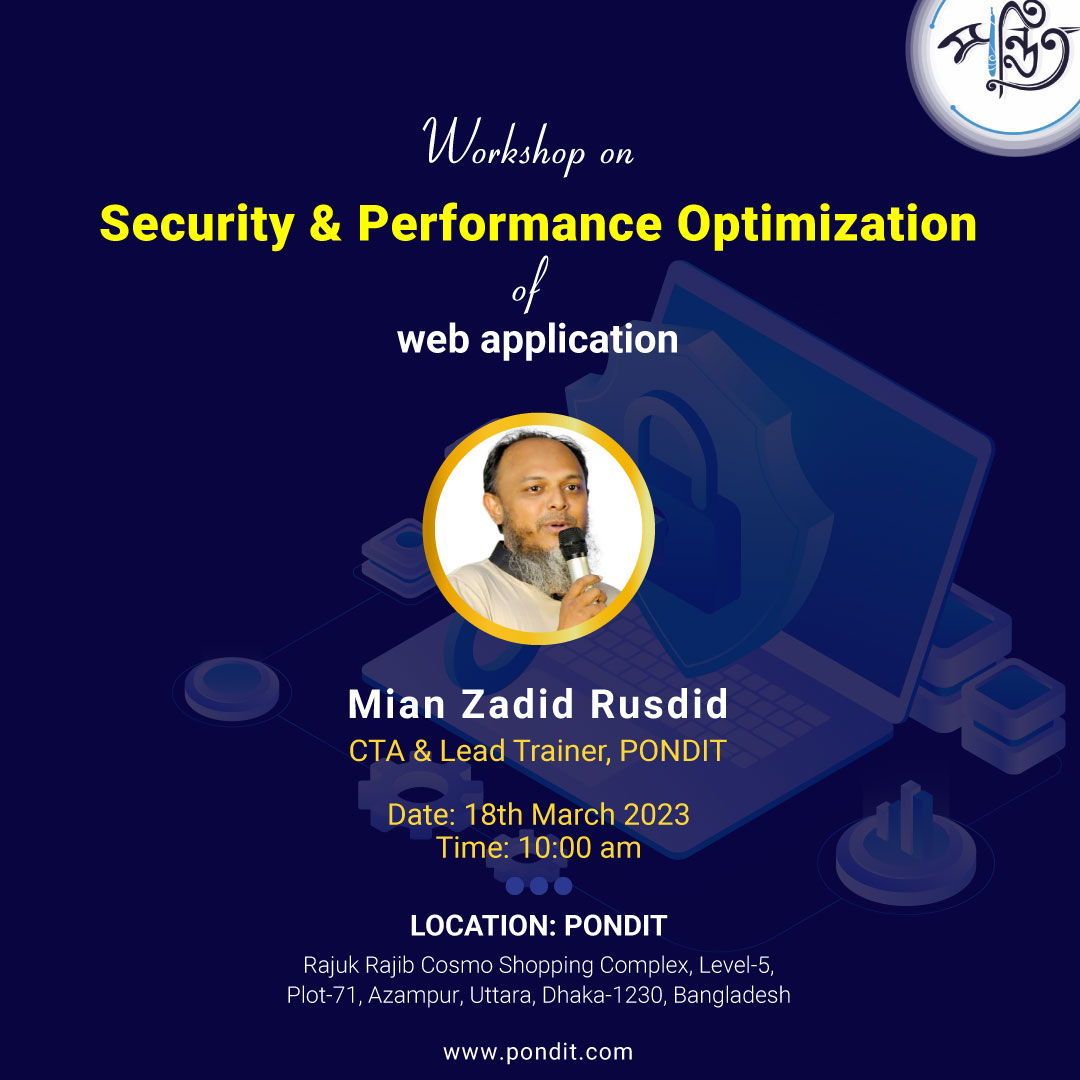 পন্ডিত
Workshop on
Security & Performance Optimization
of
web application
Mian Zadid Rusdid
CTA & Lead Trainer, PONDIT
Date: 18th March 2023
Time: 10:00 am
LOCATION: PONDIT
Rajuk Rajib Cosmo Shopping Complex, Level-5,
Plot-71, Azampur, Uttara, Dhaka-1230, Bangladesh
www.pondit.com